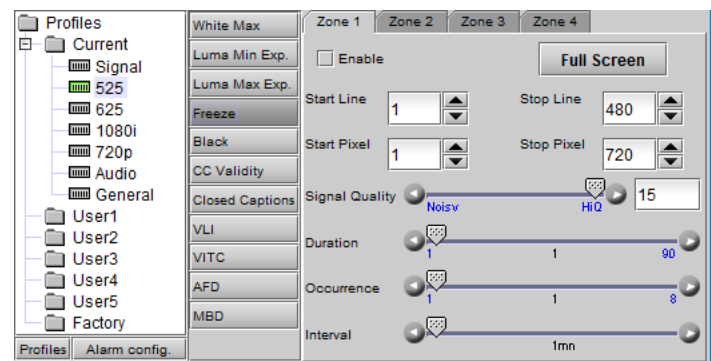 Profiles
Current
Signal
525
625
1080i
720p
Audio
General
User1
User2
User3
User4
User5
Factory
Profiles
Alarm config.
White Max
Luma Min Exp.
Luma Max Exp.
Freeze
Black
CC Validity
Closed Captions
VLI
VITC
AFD
MBD
Zone 1 Zone 2 Zone 3 Zone 4
Enable Full Screen
Start Line 1 Stop Line 480
Start Pixel 1 Stop Pixel 720
Signal Quality Noisy HiQ 15
Duration 1 1 90
Occurrence 1 1 8
Interval 1mn